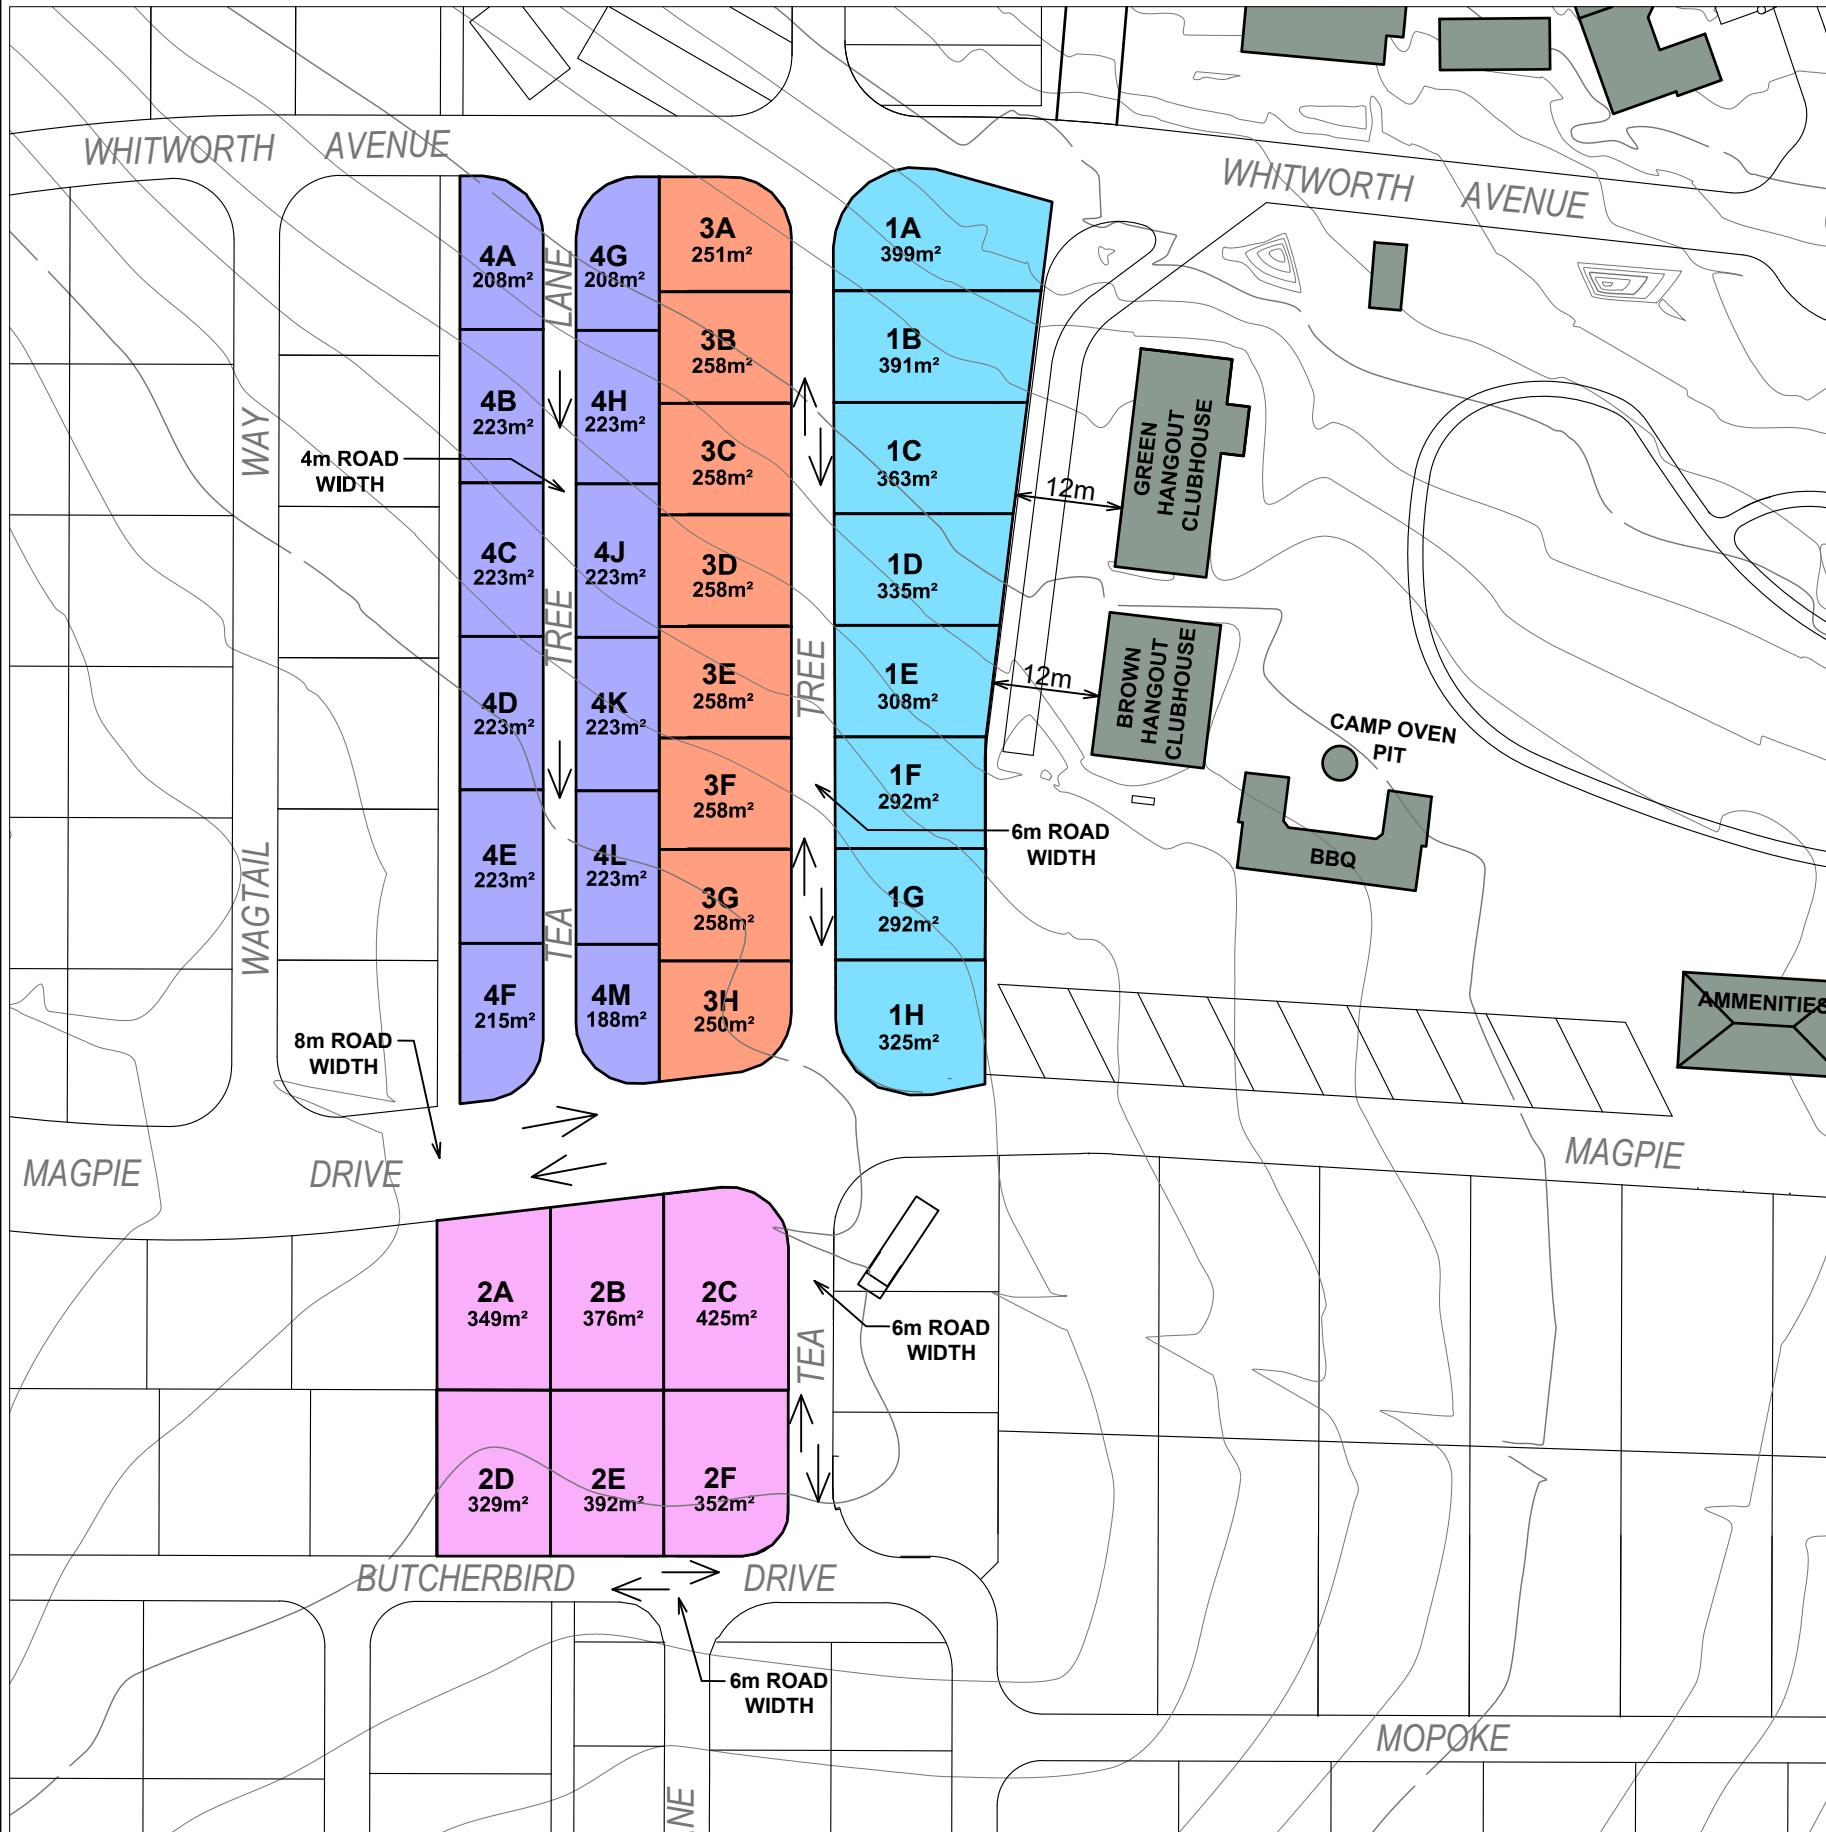 WHITWORTH AVENUE
WHITWORTH AVENUE
4A
208m²
4B
223m²
4C
223m²
4D
223m²
4E
223m²
4F
215m²
4G
208m²
4H
223m²
4J
223m²
4K
223m²
4L
223m²
4M
188m²
3A
251m²
3B
258m²
3C
258m²
3D
258m²
3E
258m²
3F
258m²
3G
258m²
3H
250m²
1A
399m²
1B
391m²
1C
363m²
1D
335m²
1E
308m²
1F
292m²
1G
292m²
1H
325m²
WAGTAIL WAY
TEA TREE LANE
TREE
TEA
4m ROAD
WIDTH
8m ROAD
WIDTH
6m ROAD
WIDTH
12m
12m
GREEN
HANGOUT
CLUBHOUSE
BROWN
HANGOUT
CLUBHOUSE
CAMP OVEN
PIT
BBQ
AMMENITIES
MAGPIE DRIVE
MAGPIE
2A
349m²
2B
376m²
2C
425m²
2D
329m²
2E
392m²
2F
352m²
6m ROAD
WIDTH
BUTCHERBIRD DRIVE
6m ROAD
WIDTH
MOPOKE
NE